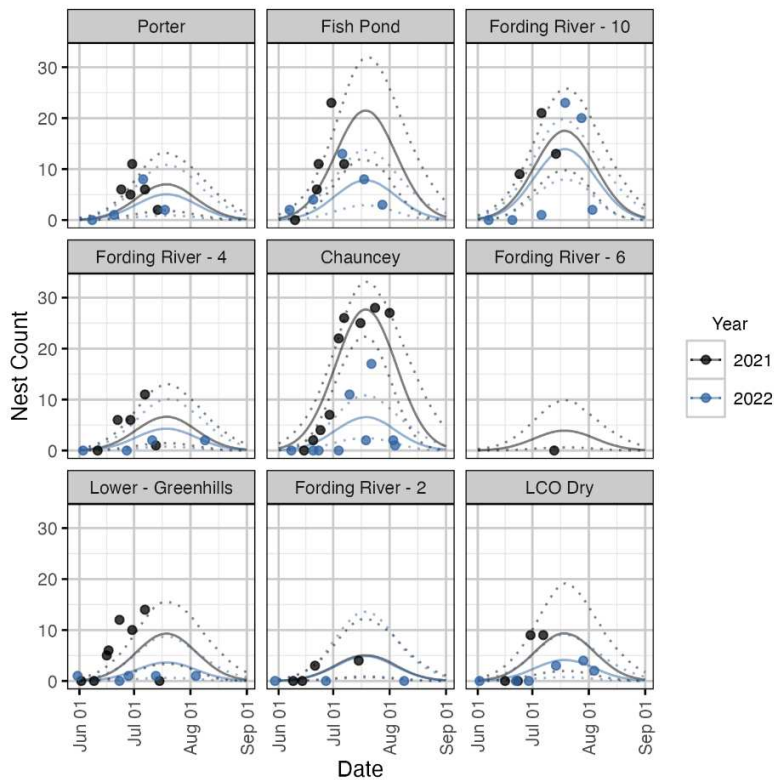 Porter
Fish Pond
Fording River - 10
30
20
10
0
Fording River - 4
Chauncey
Fording River - 6
30
20
10
0
Lower - Greenhills
Fording River - 2
LCO Dry
30
20
10
0
Jun 01
Jul 01
Aug 01
Sep 01
Jun 01
Jul 01
Aug 01
Sep 01
Jun 01
Jul 01
Aug 01
Sep 01
Nest Count
Date
Year
2021
2022